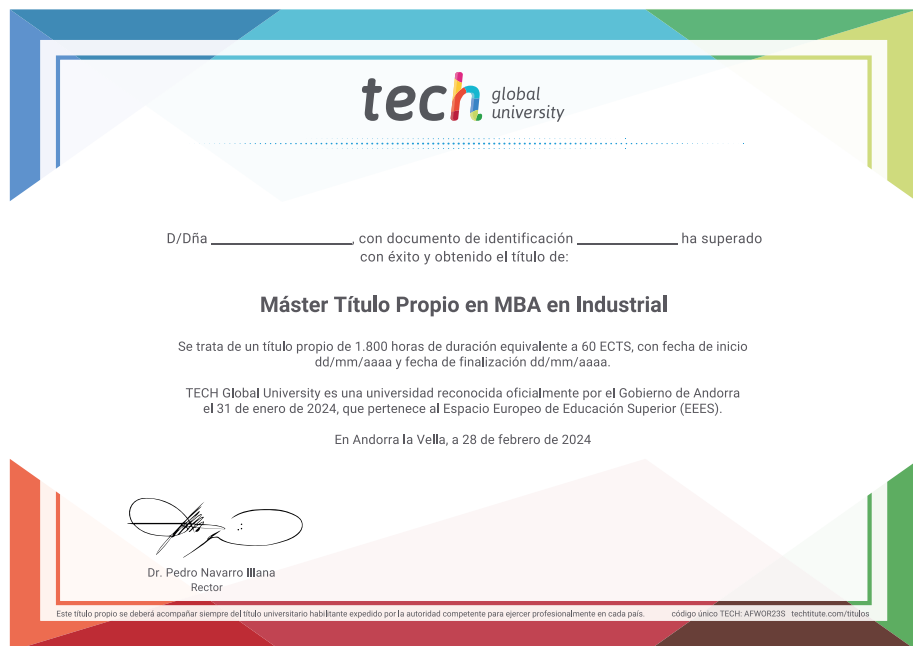 tech global university
D/Dña ____________________, con documento de identificación ______________ ha superado
con éxito y obtenido el título de:
Máster Título Propio en MBA en Industrial
Se trata de un título propio de 1.800 horas de duración equivalente a 60 ECTS, con fecha de inicio
dd/mm/aaaa y fecha de finalización dd/mm/aaaa.
TECH Global University es una universidad reconocida oficialmente por el Gobierno de Andorra
el 31 de enero de 2024, que pertenece al Espacio Europeo de Educación Superior (EEES).
En Andorra la Vella, a 28 de febrero de 2024
Dr. Pedro Navarro Illana
Rector
Este título propio se deberá acompañar siempre del título universitario habilitante expedido por la autoridad competente para ejercer profesionalmente en cada país. código único TECH: AFWOR23S techtitute.com/titulos